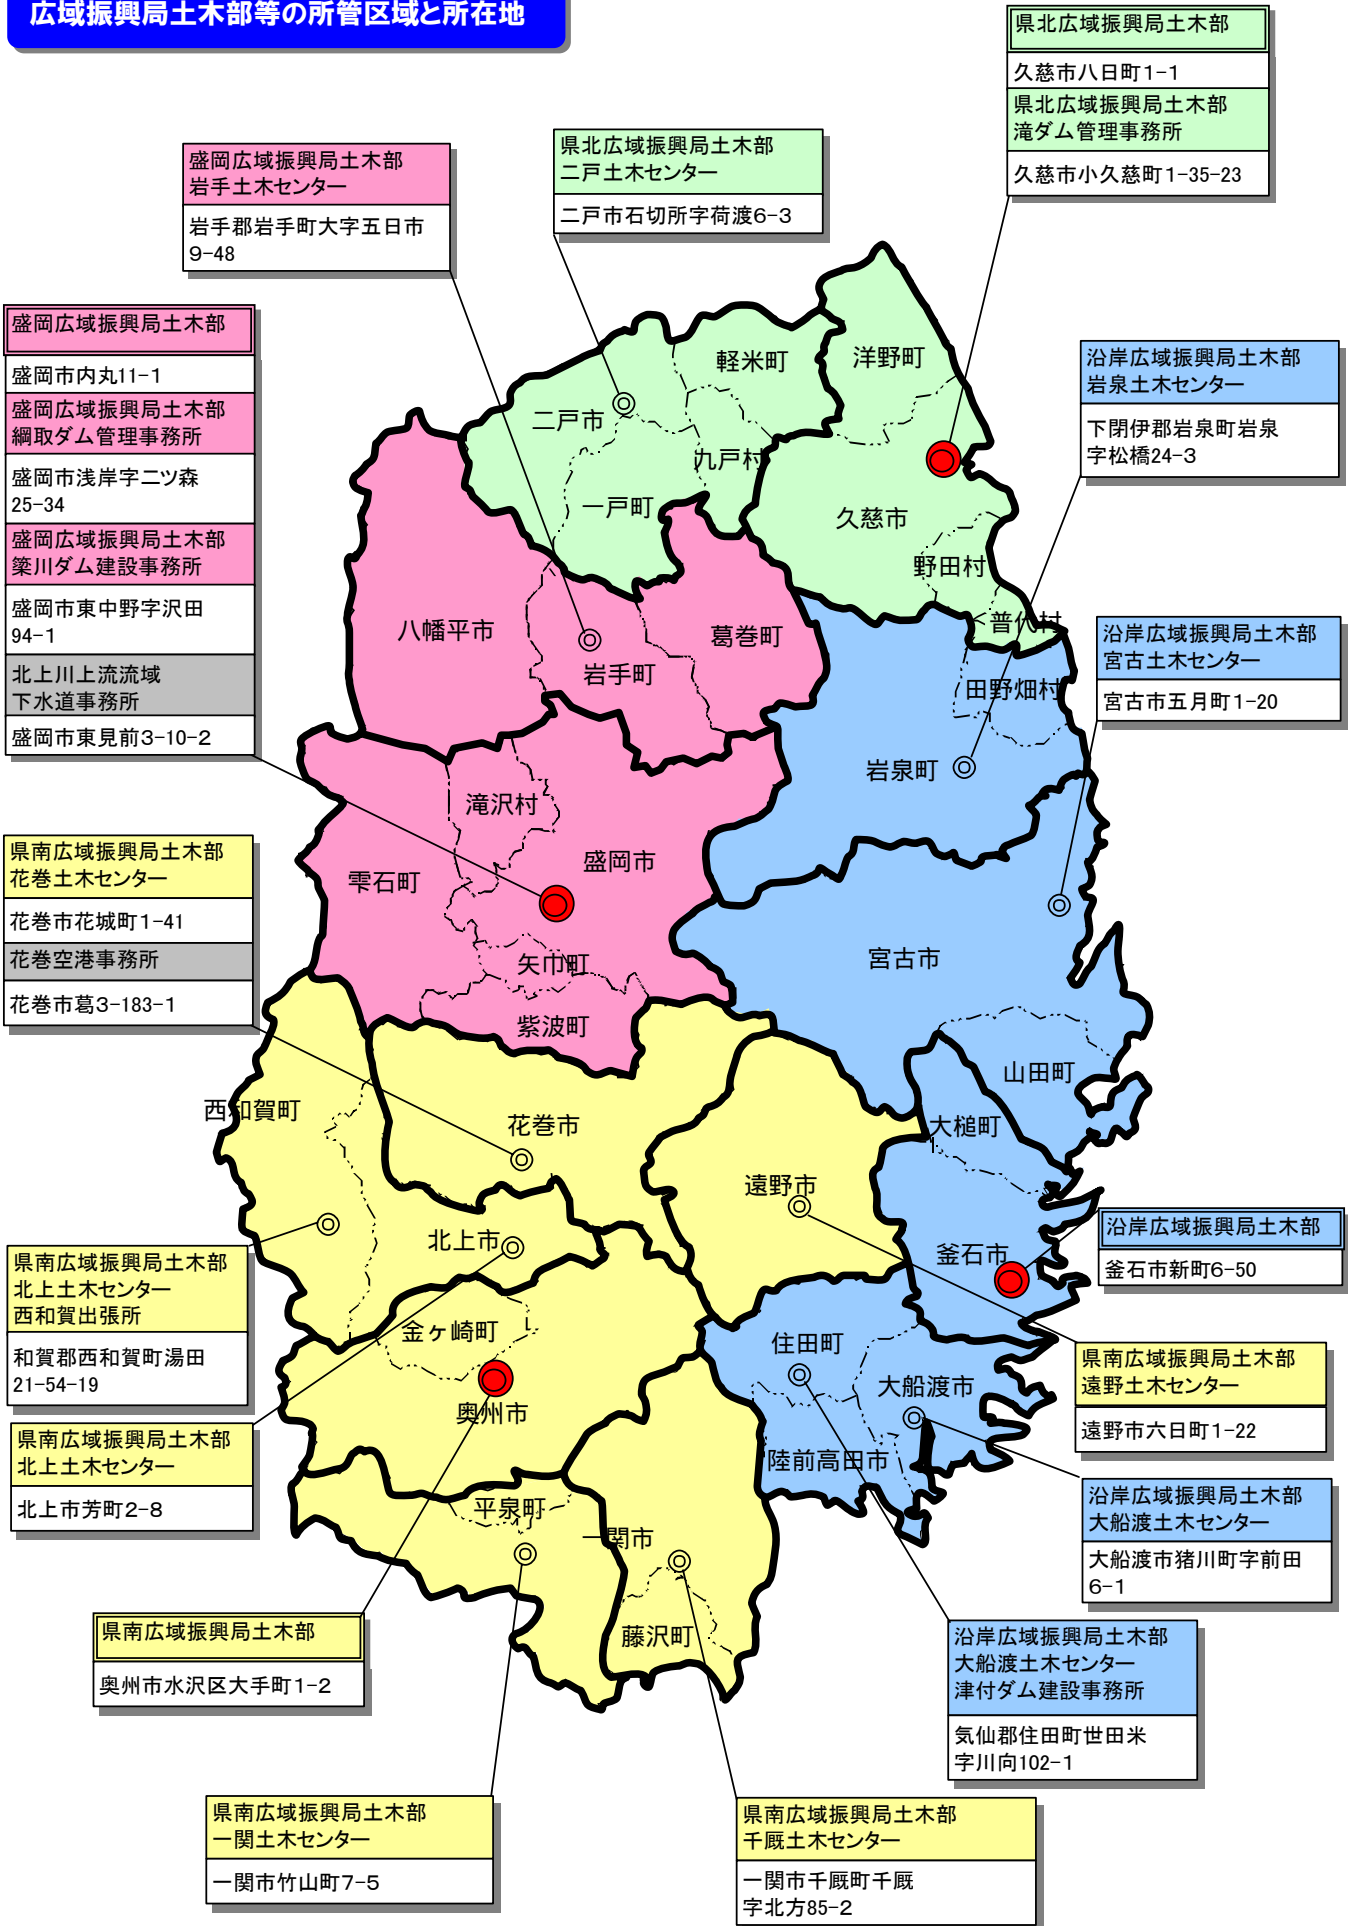 広域振興局土木部等の所管区域と所在地
県北広域振興局土木部
久慈市八日町1-1
県北広域振興局土木部
滝ダム管理事務所
久慈市小久慈町1-35-23
県北広域振興局土木部
二戸土木センター
二戸市石切所字荷渡6-3
盛岡広域振興局土木部
岩手土木センター
岩手郡岩手町大字五日市
9-48
盛岡広域振興局土木部
盛岡市内丸11-1
盛岡広域振興局土木部
綱取ダム管理事務所
盛岡市浅岸字二ツ森
25-34
盛岡広域振興局土木部
簗川ダム建設事務所
盛岡市東中野字沢田
94-1
北上川上流流域
下水道事務所
盛岡市東見前3-10-2
沿岸広域振興局土木部
岩泉土木センター
下閉伊郡岩泉町岩泉
字松橋24-3
沿岸広域振興局土木部
宮古土木センター
宮古市五月町1-20
軽米町
洋野町
二戸市
九戸村
一戸町
久慈市
野田村
普代村
八幡平市
岩手町
葛巻町
田野畑村
岩泉町
滝沢村
盛岡市
雫石町
矢巾町
紫波町
宮古市
山田町
大槌町
西和賀町
花巻市
遠野市
北上市
釜石市
金ヶ崎町
住田町
大船渡市
奥州市
陸前高田市
平泉町
一関市
藤沢町
県南広域振興局土木部
花巻土木センター
花巻市花城町1-41
花巻空港事務所
花巻市葛3-183-1
県南広域振興局土木部
北上土木センター
西和賀出張所
和賀郡西和賀町湯田
21-54-19
県南広域振興局土木部
北上土木センター
北上市芳町2-8
沿岸広域振興局土木部
釜石市新町6-50
県南広域振興局土木部
遠野土木センター
遠野市六日町1-22
沿岸広域振興局土木部
大船渡土木センター
大船渡市猪川町字前田
6-1
県南広域振興局土木部
奥州市水沢区大手町1-2
沿岸広域振興局土木部
大船渡土木センター
津付ダム建設事務所
気仙郡住田町世田米
字川向102-1
県南広域振興局土木部
一関土木センター
一関市竹山町7-5
県南広域振興局土木部
千厩土木センター
一関市千厩町千厩
字北方85-2